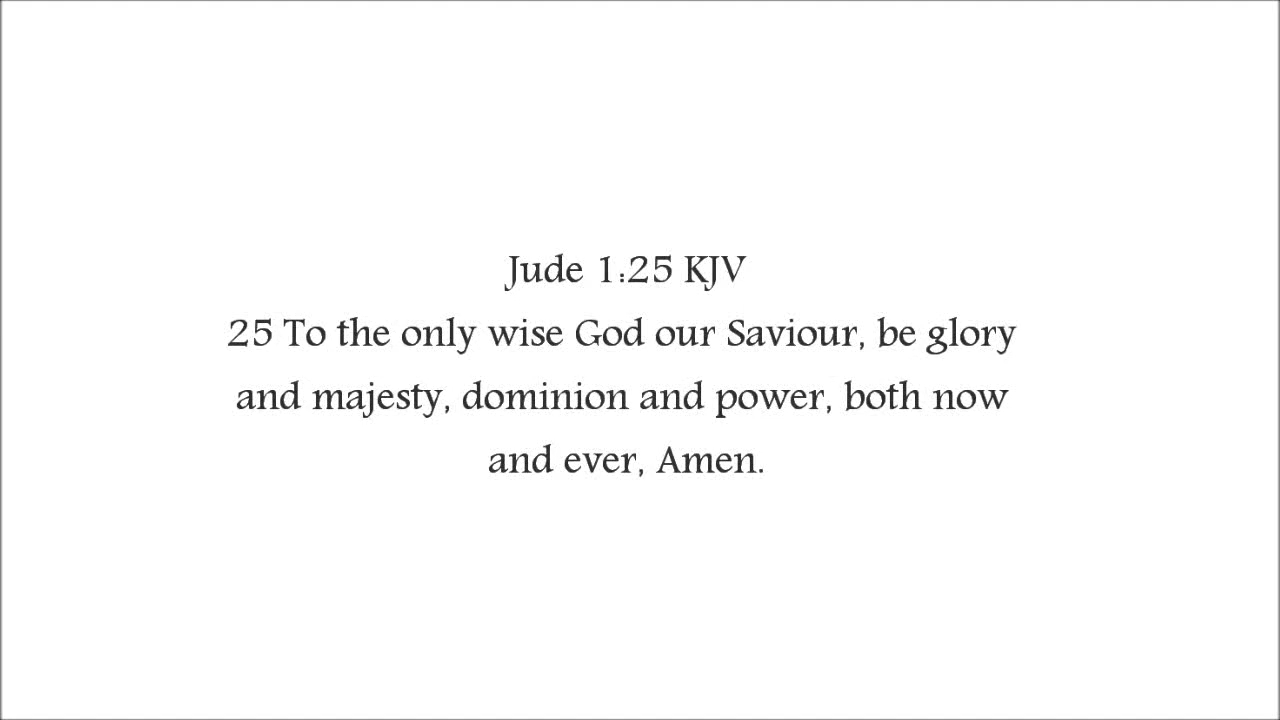 Jude 1:25 KJV
25 To the only wise God our Saviour, be glory
and majesty, dominion and power, both now
and ever, Amen.